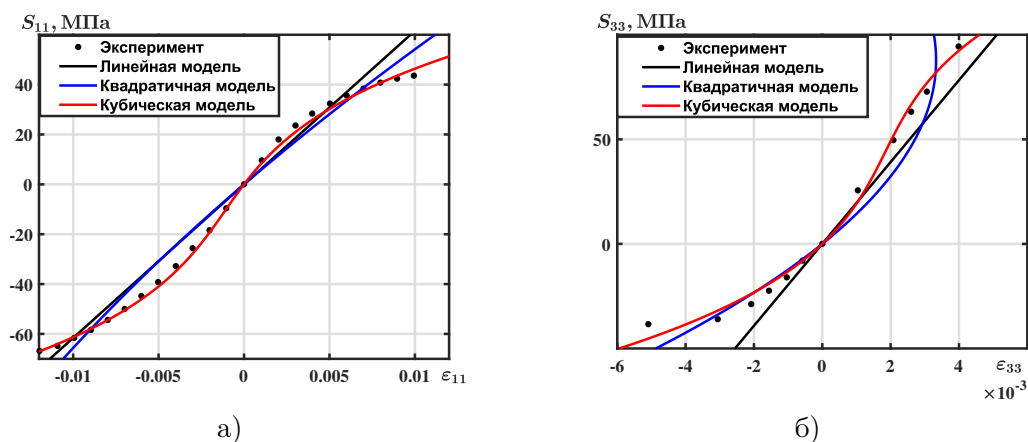 S₁₁, МПа
Эксперимент
Линейная модель
Квадратичная модель
Кубическая модель
40
20
0
-20
-40
-60
-0.01 -0.005 0 0.005 0.01 ε₁₁
а)
S₃₃, МПа
Эксперимент
Линейная модель
Квадратичная модель
Кубическая модель
50
0
-6 -4 -2 0 2 4 ε₃₃
×10⁻³
б)